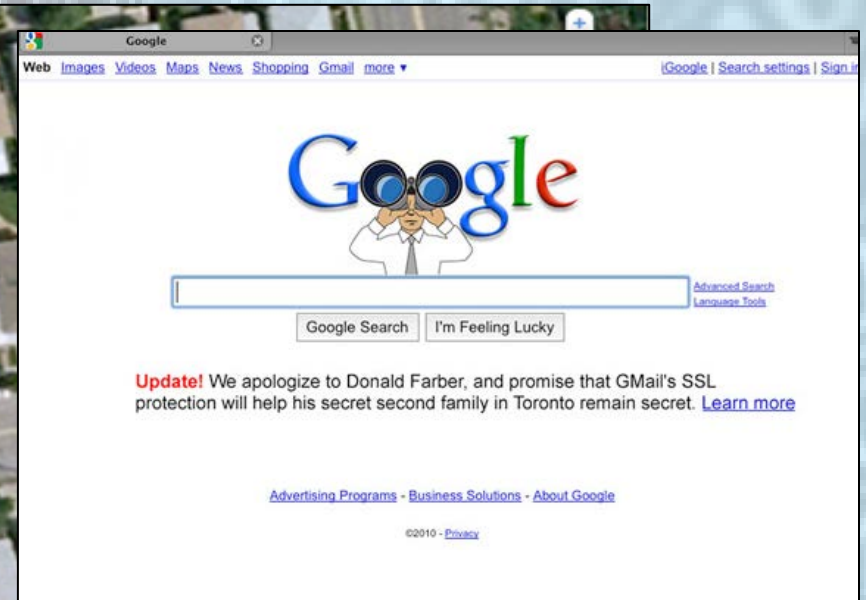 Google
Web Images Videos Maps News Shopping Gmail more ▼ iGoogle | Search settings | Sign
Google
Advanced Search
Language Tools
Google Search I'm Feeling Lucky
Update! We apologize to Donald Farber, and promise that GMail's SSL
protection will help his secret second family in Toronto remain secret. Learn more
Advertising Programs - Business Solutions - About Google
©2010 - Privacy